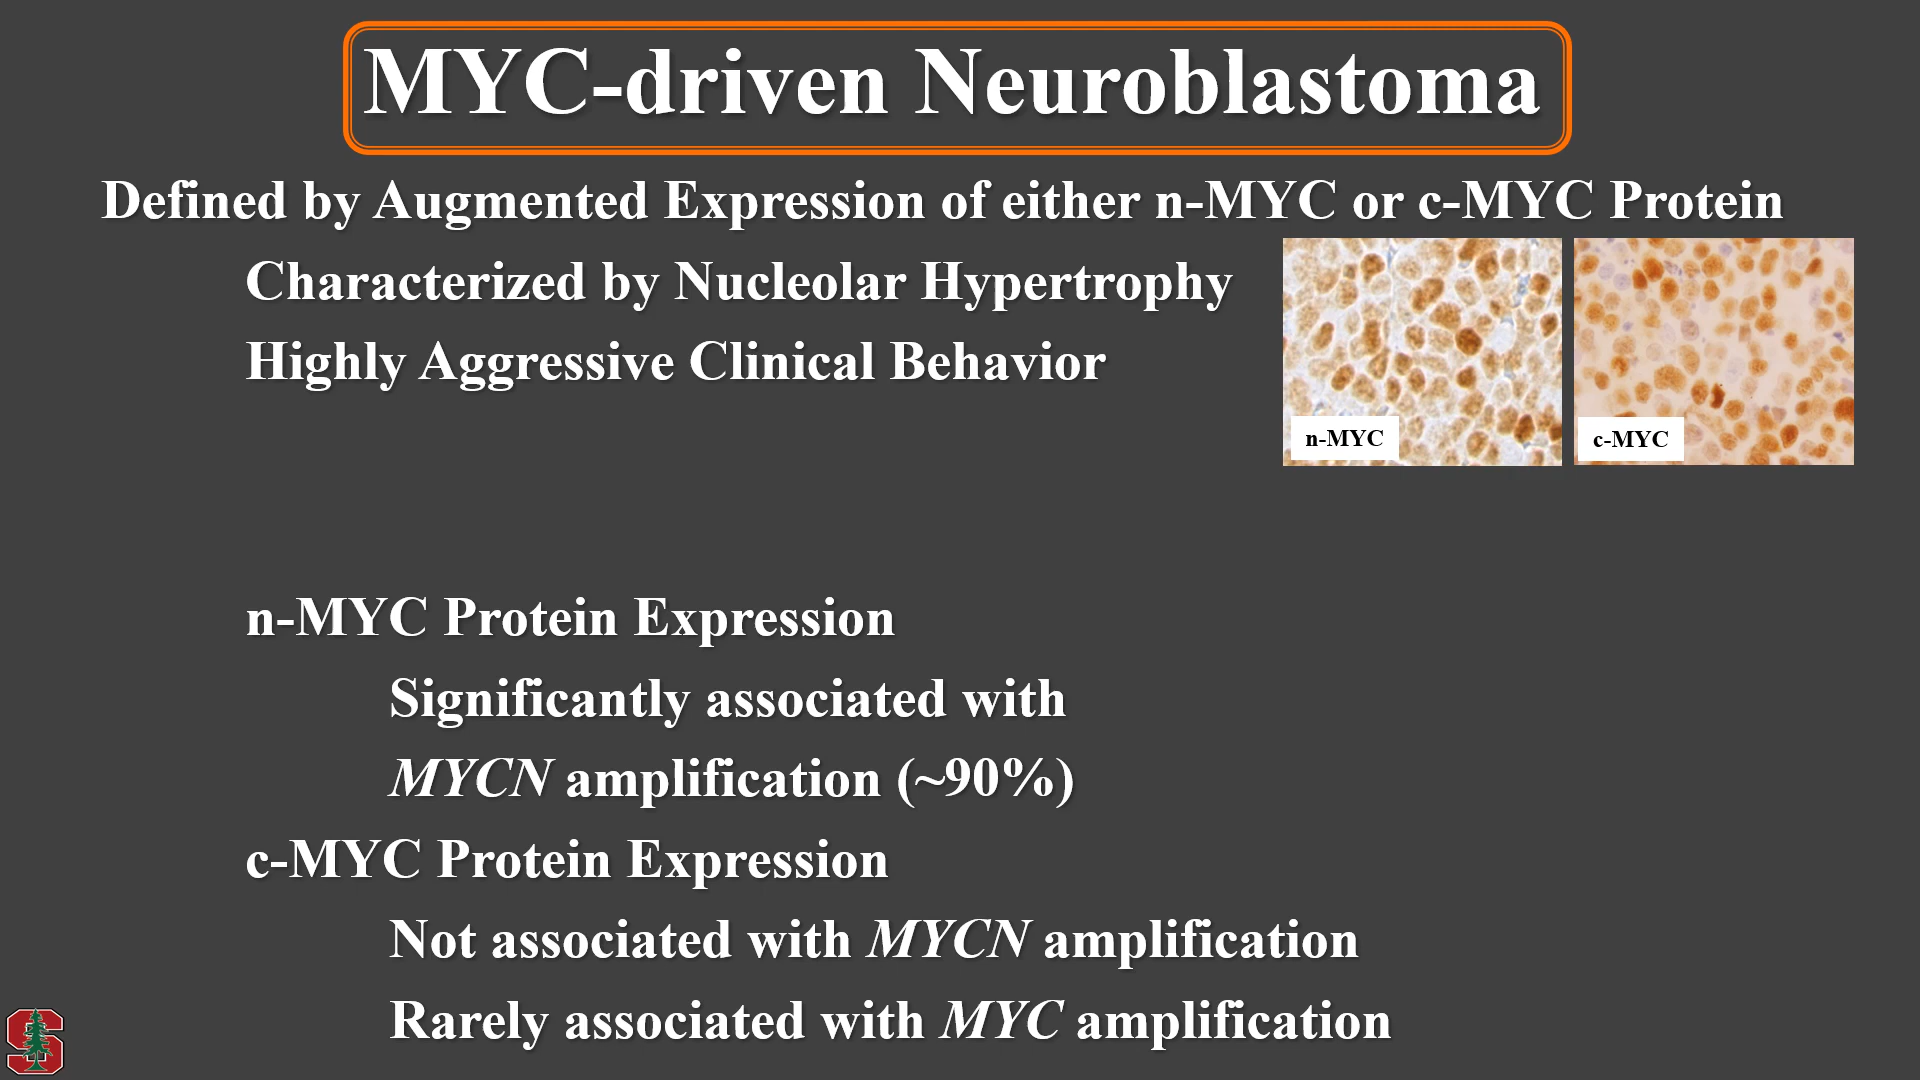 MYC-driven Neuroblastoma
Defined by Augmented Expression of either n-MYC or c-MYC Protein
Characterized by Nucleolar Hypertrophy
Highly Aggressive Clinical Behavior
n-MYC
c-MYC
n-MYC Protein Expression
Significantly associated with
MYCN amplification (~90%)
c-MYC Protein Expression
Not associated with MYCN amplification
Rarely associated with MYC amplification